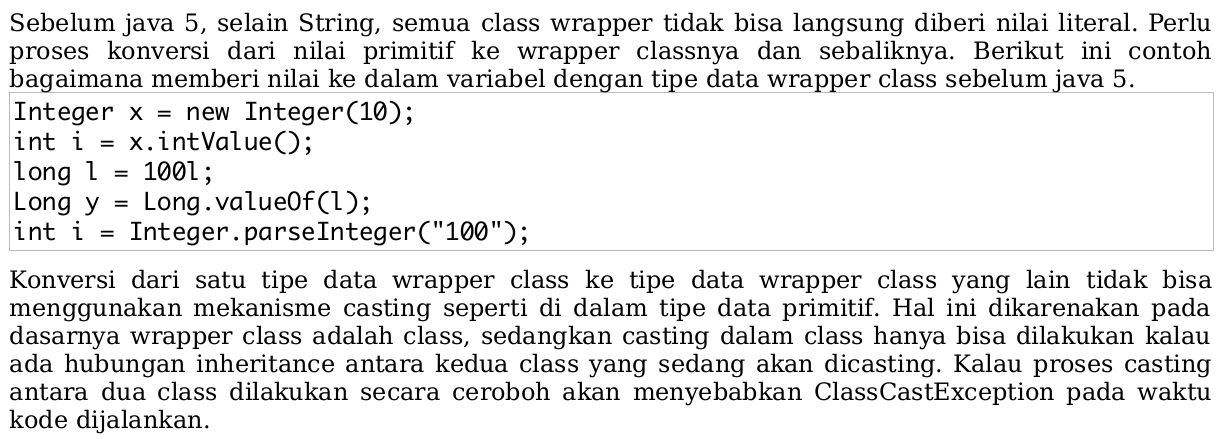 Sebelum java 5, selain String, semua class wrapper tidak bisa langsung diberi nilai literal. Perlu
proses konversi dari nilai primitif ke wrapper classnya dan sebaliknya. Berikut ini contoh
bagaimana memberi nilai ke dalam variabel dengan tipe data wrapper class sebelum java 5.
Integer x = new Integer(10);
int i = x.intValue();
long l = 100l;
Long y = Long.valueOf(l);
int i = Integer.parseInteger("100");
Konversi dari satu tipe data wrapper class ke tipe data wrapper class yang lain tidak bisa
menggunakan mekanisme casting seperti di dalam tipe data primitif. Hal ini dikarenakan pada
dasarnya wrapper class adalah class, sedangkan casting dalam class hanya bisa dilakukan kalau
ada hubungan inheritance antara kedua class yang sedang akan dicasting. Kalau proses casting
antara dua class dilakukan secara ceroboh akan menyebabkan ClassCastException pada waktu
kode dijalankan.